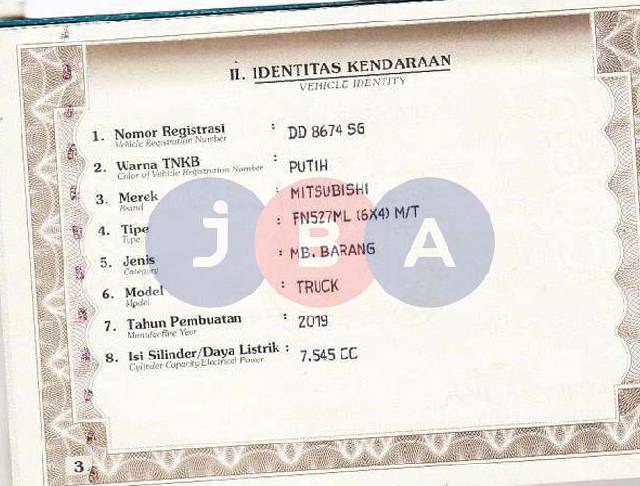 II. IDENTITAS KENDARAAN
VEHICLE IDENTITY
1. Nomor Registrasi : DD 8674 SG
Vehicle Registration Number
2. Warna TNKB : PUTIH
Color of Vehicle Registration Number
3. Merek : MITSUBISHI
Brand
4. Tipe : FN527ML (6X4) M/T
Type
5. Jenis : MB. BARANG
Category
6. Model : TRUCK
Model
7. Tahun Pembuatan : 2019
Manufacture Year
8. Isi Silinder/Daya Listrik : 7.545 CC
Cylinder Capacity/Electrical Power
JBA
3